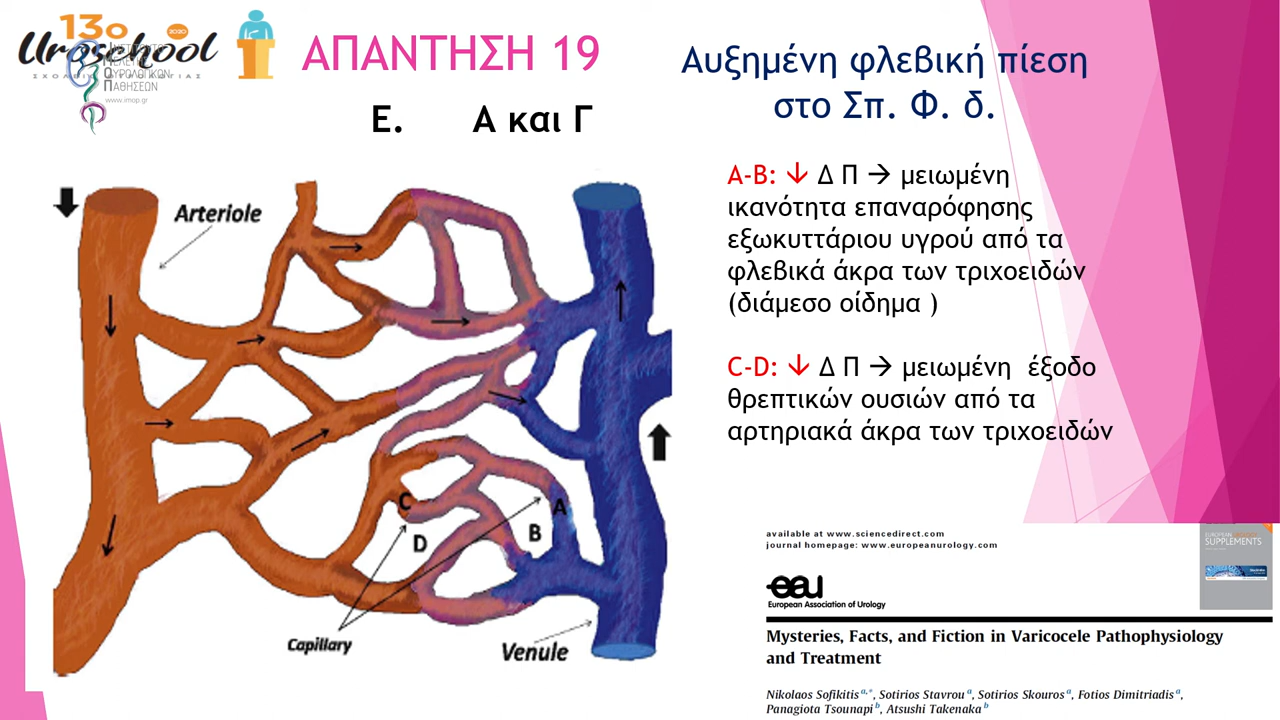 13ο
2020
Uroschool
ΙΝΣΤΙΤΟΥΤΟ
ΜΕΛΕΤΗΣ
ΟΥΡΟΛΟΓΙΚΩΝ
ΠΑΘΗΣΕΩΝ
www.imop.gr
ΑΠΑΝΤΗΣΗ 19
Ε. Α και Γ
Αυξημένη φλεβική πίεση
στο Σπ. Φ. δ.
A-B: ↓ Δ Π → μειωμένη
ικανότητα επαναρόφησης
εξωκυττάριου υγρού από τα
φλεβικά άκρα των τριχοειδών
(διάμεσο οίδημα )
C-D: ↓ Δ Π → μειωμένη έξοδο
θρεπτικών ουσιών από τα
αρτηριακά άκρα των τριχοειδών
Arteriole
C
A
D
B
Capillary
Venule
available at www.sciencedirect.com
journal homepage: www.europeanurology.com
SUPPLEMENTS
eau
European Association of Urology
Mysteries, Facts, and Fiction in Varicocele Pathophysiology
and Treatment
Nikolaos Sofikitis a,*, Sotirios Stavrou a, Sotirios Skouros a, Fotios Dimitriadis a,
Panagiota Tsounapi b, Atsushi Takenaka b